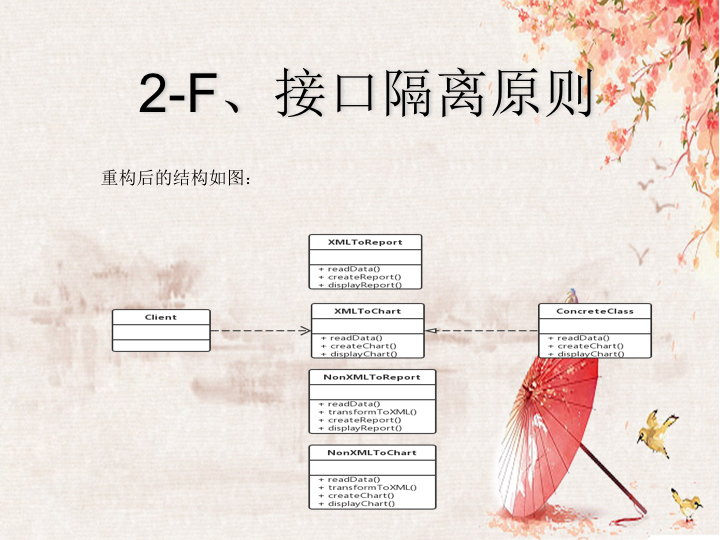 2-F、接口隔离原则
重构后的结构如图：
XMLToReport
+ readData()
+ createReport()
+ displayReport()
Client
XMLToChart
+ readData()
+ createChart()
+ displayChart()
ConcreteClass
+ readData()
+ createChart()
+ displayChart()
NonXMLToReport
+ readData()
+ transformToXML()
+ createReport()
+ displayReport()
NonXMLToChart
+ readData()
+ transformToXML()
+ createChart()
+ displayChart()